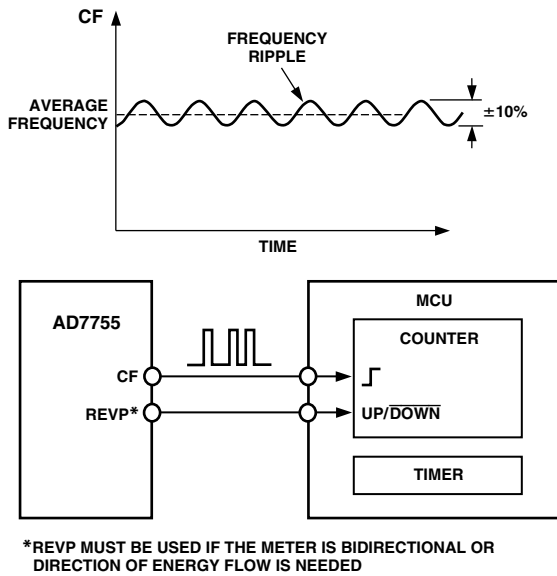 CF
FREQUENCY
RIPPLE
AVERAGE
FREQUENCY
±10%
TIME
AD7755
CF
REVP*
MCU
COUNTER
UP/DOWN
TIMER
*REVP MUST BE USED IF THE METER IS BIDIRECTIONAL OR
DIRECTION OF ENERGY FLOW IS NEEDED